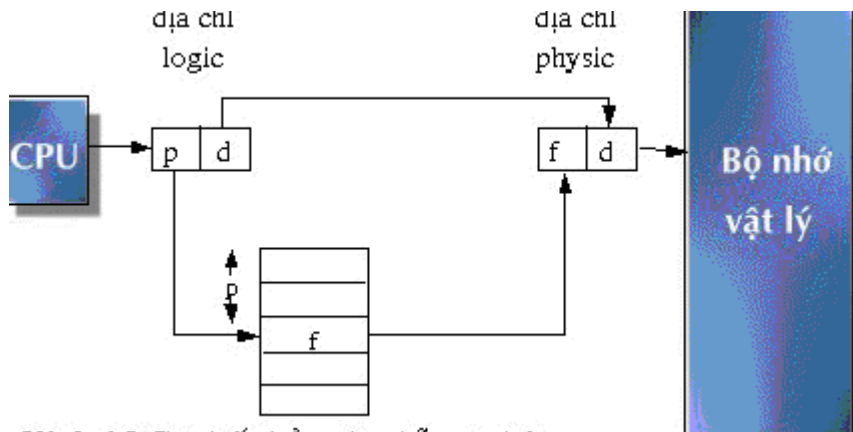 địa chỉ
logic
địa chỉ
physic
CPU
p d
f d
Bộ nhớ
vật lý
p
f